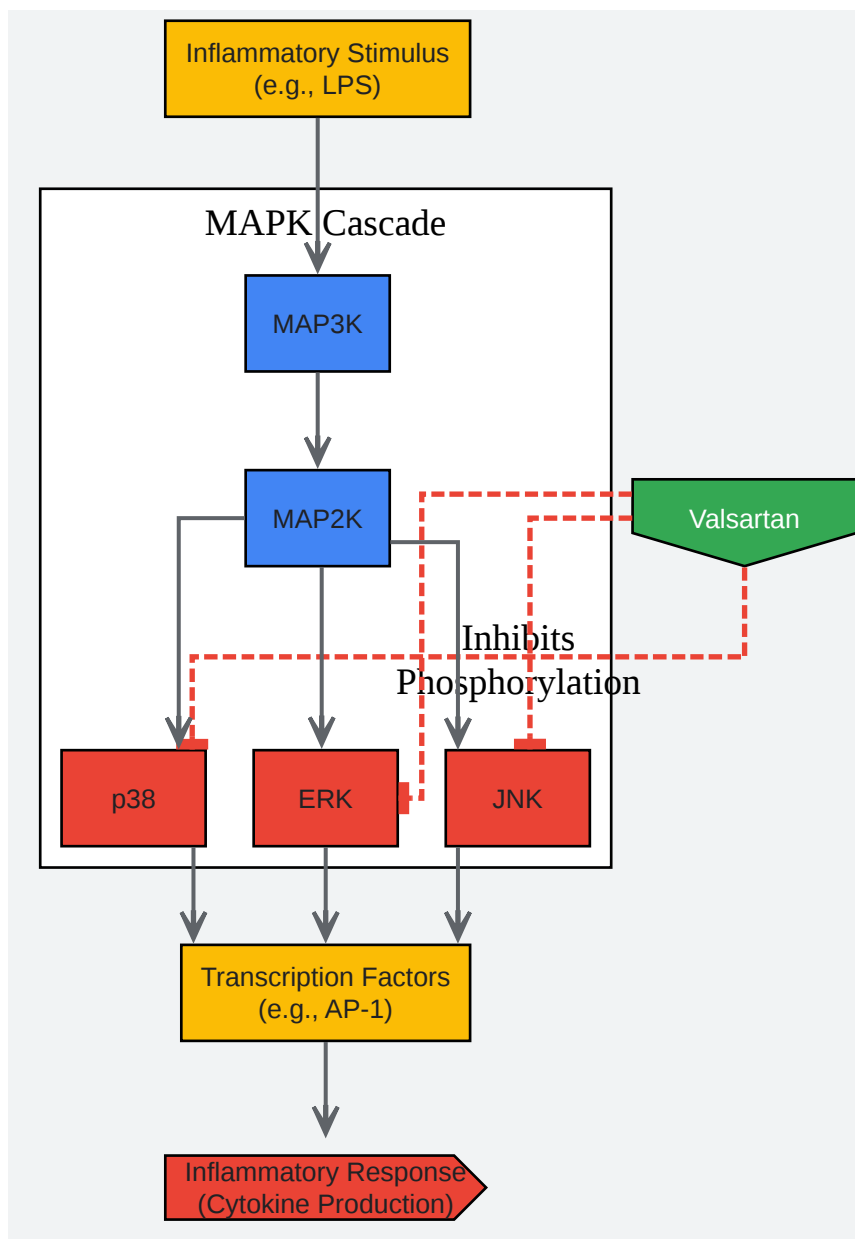 Inflammatory Stimulus
(e.g., LPS)
MAPK Cascade
MAP3K
MAP2K
Valsartan
Inhibits
Phosphorylation
p38
ERK
JNK
Transcription Factors
(e.g., AP-1)
Inflammatory Response
(Cytokine Production)